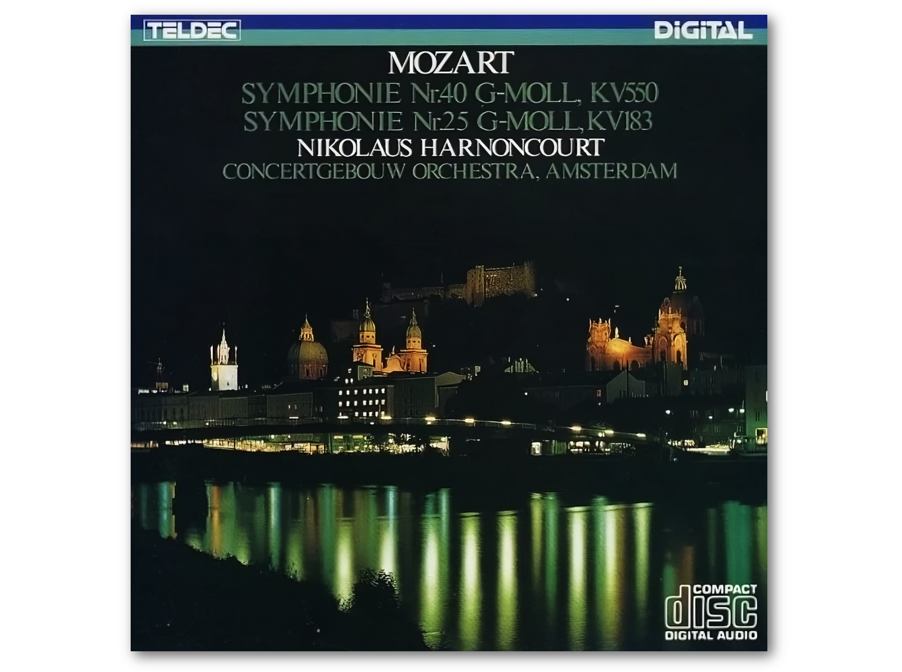 TELDEC
DiGiTAL
MOZART
SYMPHONIE Nr.40 G-MOLL, KV550
SYMPHONIE Nr.25 G-MOLL, KV183
NIKOLAUS HARNONCOURT
CONCERTGEBOUW ORCHESTRA, AMSTERDAM
COMPACT
disc
DIGITAL AUDIO